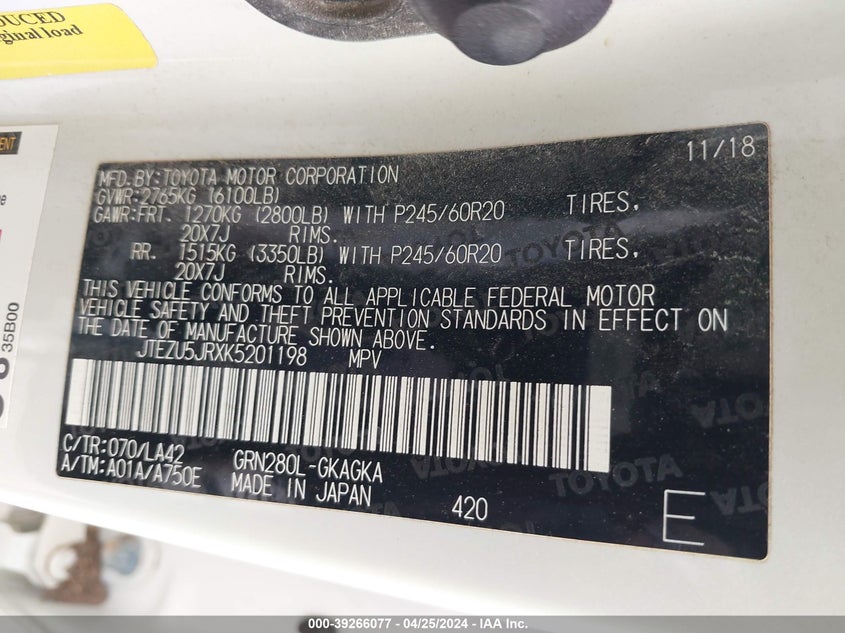 DUCED
ginal load
ENT
35B00
11/18
MFD.BY:TOYOTA MOTOR CORPORATION
GVWR:2765KG (6100LB)
GAWR:FRT. 1270KG (2800LB) WITH P245/60R20 TIRES,
20X7J RIMS.
RR. 1515KG (3350LB) WITH P245/60R20 TIRES,
20X7J RIMS.
THIS VEHICLE CONFORMS TO ALL APPLICABLE FEDERAL MOTOR
VEHICLE SAFETY AND THEFT PREVENTION STANDARDS IN EFFECT ON
THE DATE OF MANUFACTURE SHOWN ABOVE.
JTEZU5JRXK5201198 MPV
C/TR:070/LA42 GRN280L-GKAGKA
A/TM:A01A/A750E MADE IN JAPAN 420 E
000-39266077 - 04/25/2024 - IAA Inc.